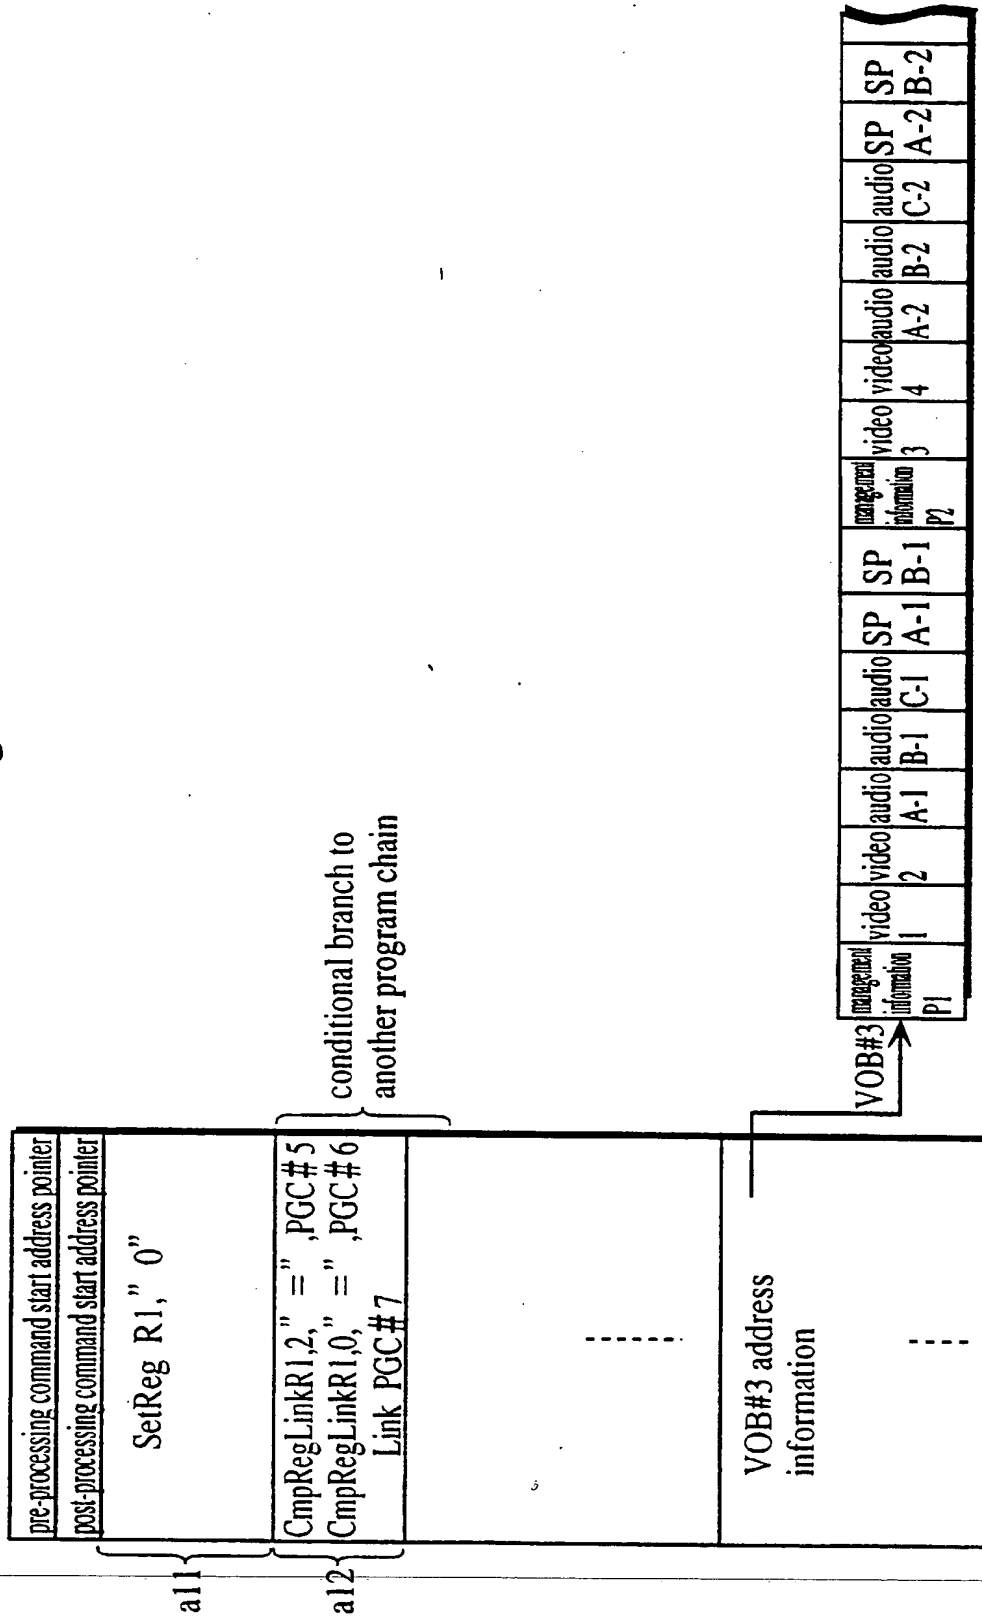 pre-processing command start address pointer
post-processing command start address pointer
a11
SetReg R1," 0"
a12
CmpRegLinkR1,2," =" ,PGC#5
CmpRegLinkR1,0," =" ,PGC#6
Link PGC#7
conditional branch to
another program chain
VOB#3 address
information
VOB#3
management
information
P1
video
1
video
2
audio
A-1
audio
B-1
audio
C-1
SP
A-1
SP
B-1
management
information
P2
video
3
video
4
audio
A-2
audio
B-2
audio
C-2
SP
A-2
SP
B-2